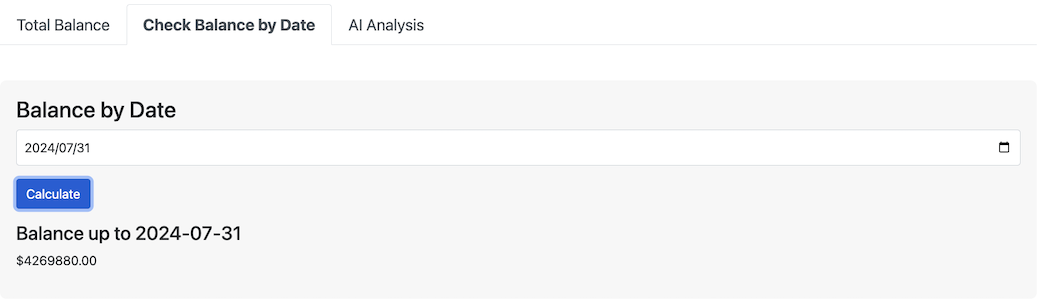 Total Balance Check Balance by Date AI Analysis
Balance by Date
2024/07/31
Calculate
Balance up to 2024-07-31
$4269880.00